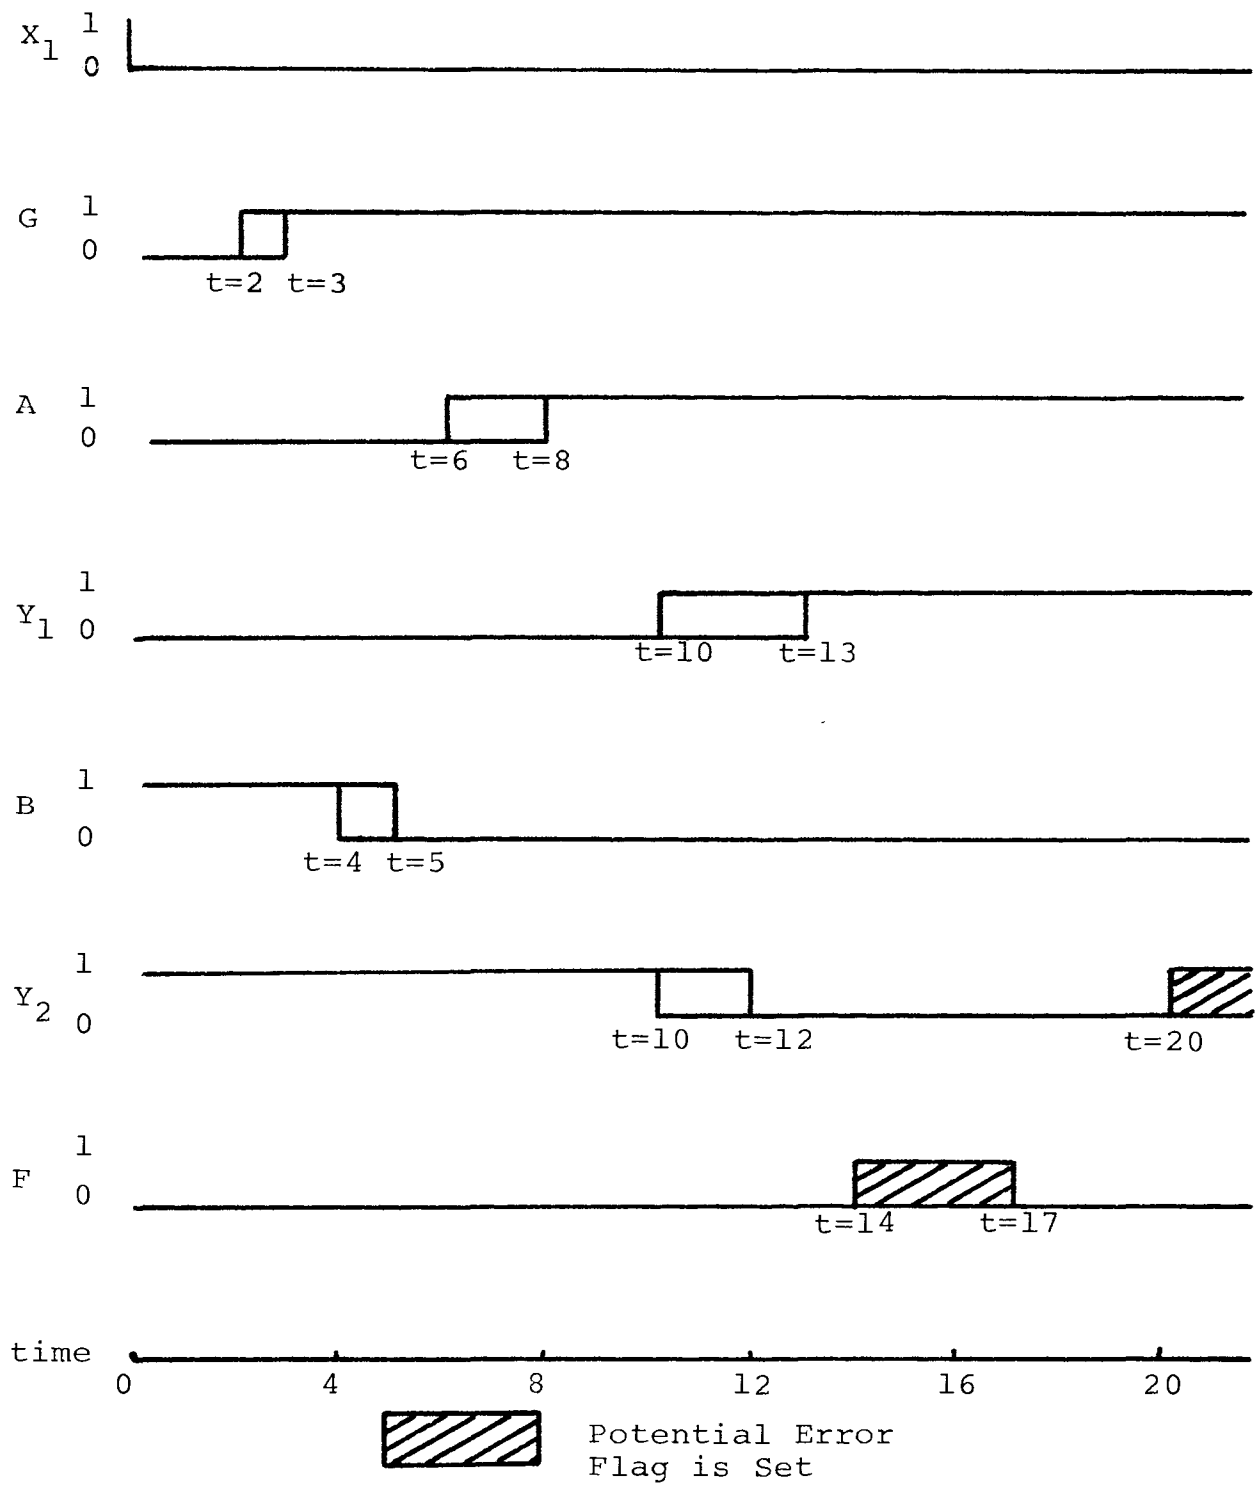 X1 1
0
G 1
0
t=2 t=3
A 1
0
t=6 t=8
1
Y1 0
t=10 t=13
1
B
0
t=4 t=5
1
Y2 0
t=10 t=12 t=20
1
F 0
t=14 t=17
time
0 4 8 12 16 20
Potential Error
Flag is Set